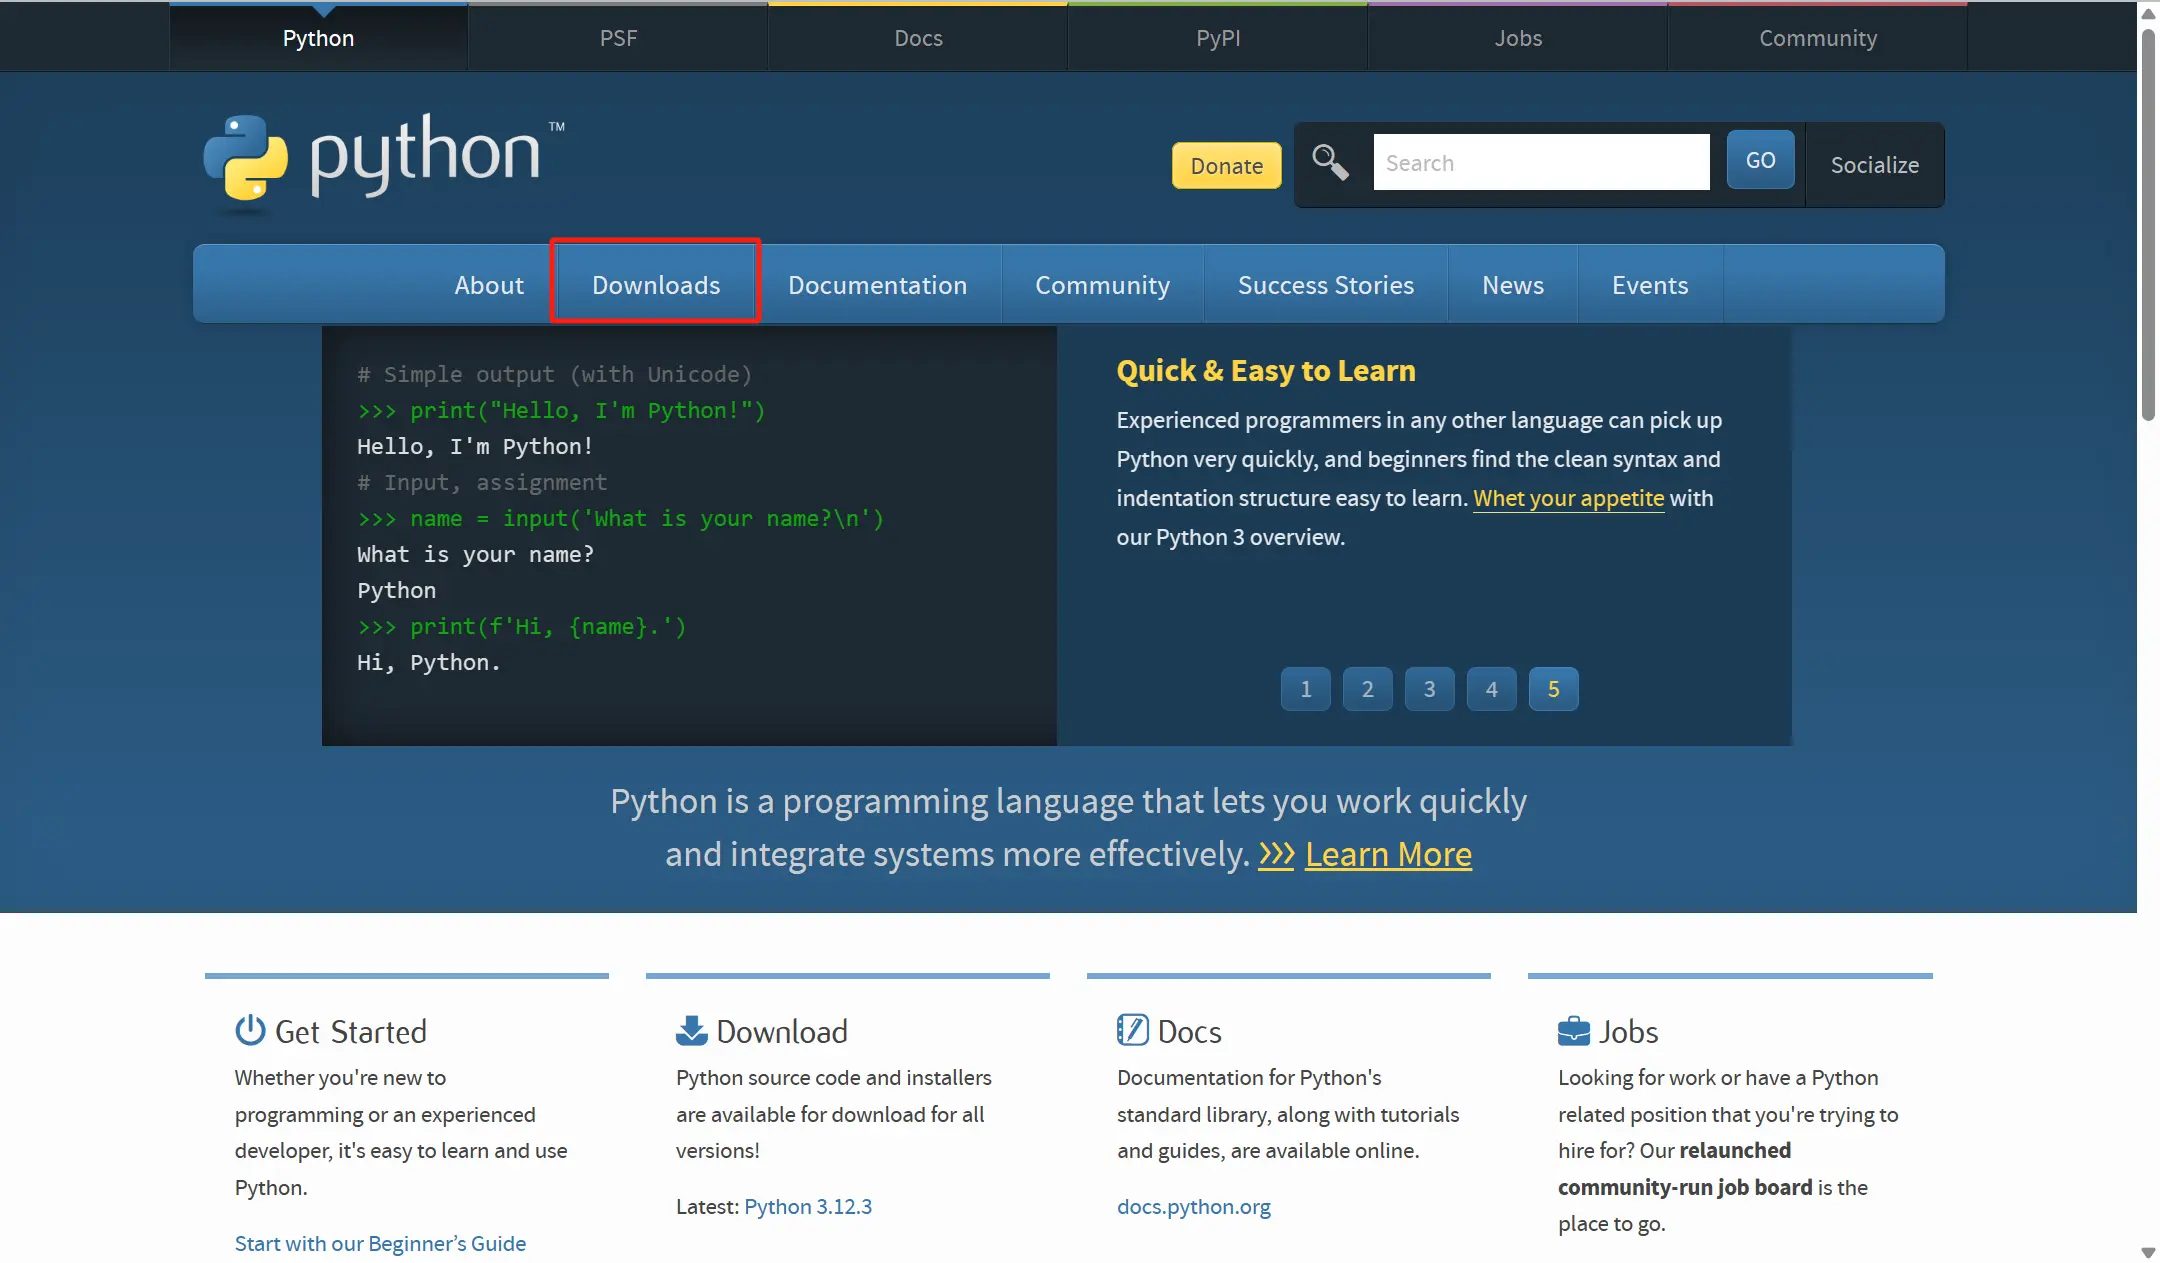 Python PSF Docs PyPI Jobs Community
python™
Donate Search GO Socialize
About Downloads Documentation Community Success Stories News Events
# Simple output (with Unicode)
>>> print("Hello, I'm Python!")
Hello, I'm Python!
# Input, assignment
>>> name = input('What is your name?\n')
What is your name?
Python
>>> print(f'Hi, {name}.')
Hi, Python.
Quick & Easy to Learn
Experienced programmers in any other language can pick up
Python very quickly, and beginners find the clean syntax and
indentation structure easy to learn. Whet your appetite with
our Python 3 overview.
1 2 3 4 5
Python is a programming language that lets you work quickly
and integrate systems more effectively. >>> Learn More
Get Started
Whether you're new to
programming or an experienced
developer, it's easy to learn and use
Python.
Start with our Beginner’s Guide
Download
Python source code and installers
are available for download for all
versions!
Latest: Python 3.12.3
Docs
Documentation for Python's
standard library, along with tutorials
and guides, are available online.
docs.python.org
Jobs
Looking for work or have a Python
related position that you're trying to
hire for? Our relaunched
community-run job board is the
place to go.